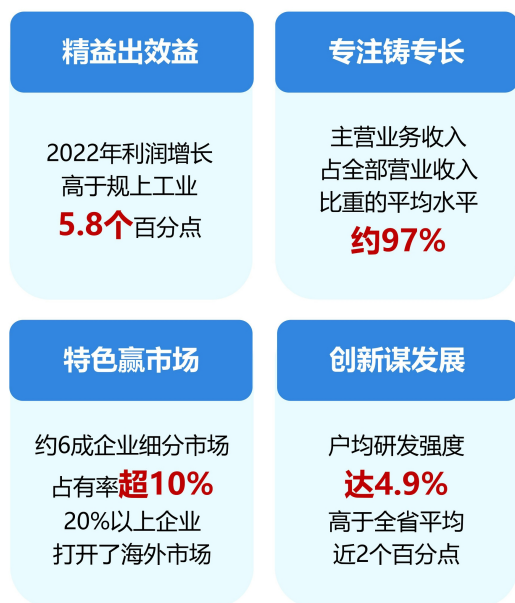 精益出效益
2022年利润增长
高于规上工业
5.8个百分点
专注铸专长
主营业务收入
占全部营业收入
比重的平均水平
约97%
特色赢市场
约6成企业细分市场
占有率超10%
20%以上企业
打开了海外市场
创新谋发展
户均研发强度
达4.9%
高于全省平均
近2个百分点